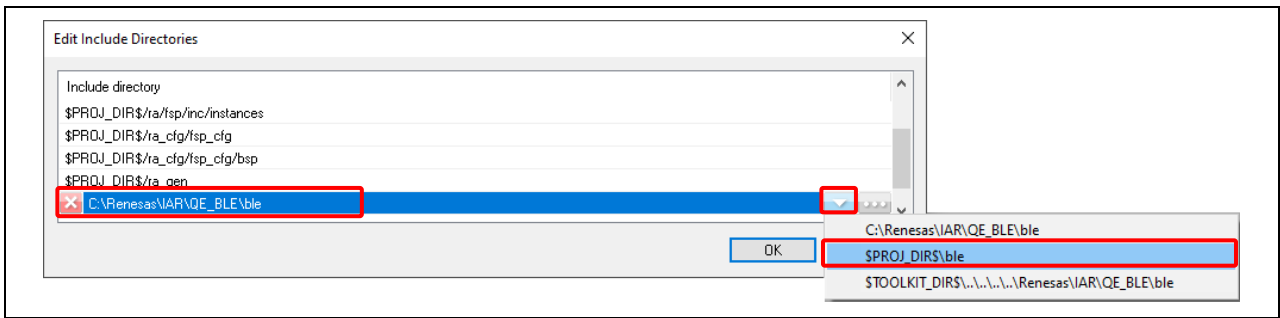 Edit Include Directories
Include directory
$PROJ_DIR$/ra/fsp/inc/instances
$PROJ_DIR$/ra_cfg/fsp_cfg
$PROJ_DIR$/ra_cfg/fsp_cfg/bsp
$PROJ_DIR$/ra_gen
C:\Renesas\IAR\QE_BLE\ble
OK
C:\Renesas\IAR\QE_BLE\ble
$PROJ_DIR$\ble
$TOOLKIT_DIR$\..\..\..\..\Renesas\IAR\QE_BLE\ble